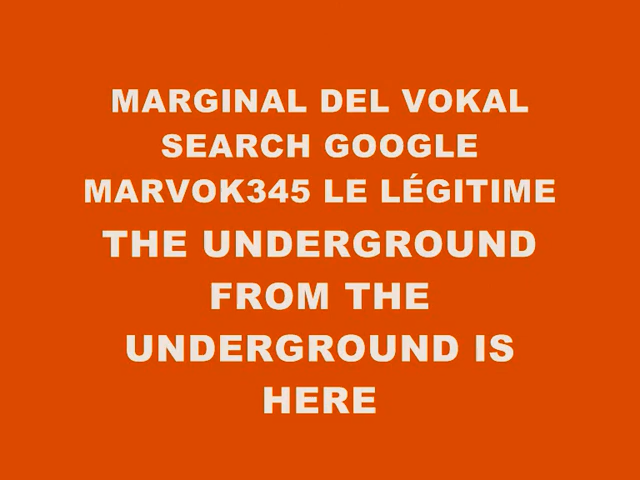 MARGINAL DEL VOKAL
SEARCH GOOGLE
MARVOK345 LE LÉGITIME
THE UNDERGROUND
FROM THE
UNDERGROUND IS
HERE